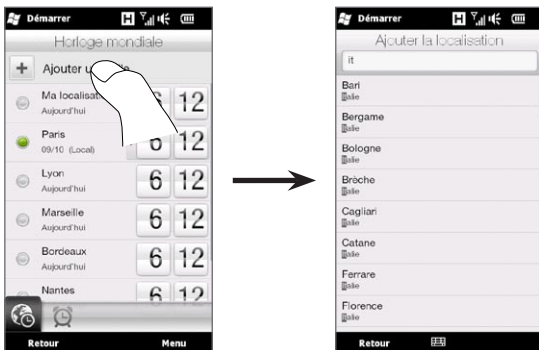 Démarrer
Horloge mondiale
Ajouter u
Ma localisat
Aujourd'hui
6 12
Paris
09/10 (Local)
6 12
Lyon
Aujourd'hui
6 12
Marseille
Aujourd'hui
6 12
Bordeaux
Aujourd'hui
6 12
Nantes
6 12
Retour Menu
Démarrer
Ajouter la localisation
it
Bari
Italie
Bergame
Italie
Bologne
Italie
Brèche
Italie
Cagliari
Italie
Catane
Italie
Ferrare
Italie
Florence
Italie
Retour